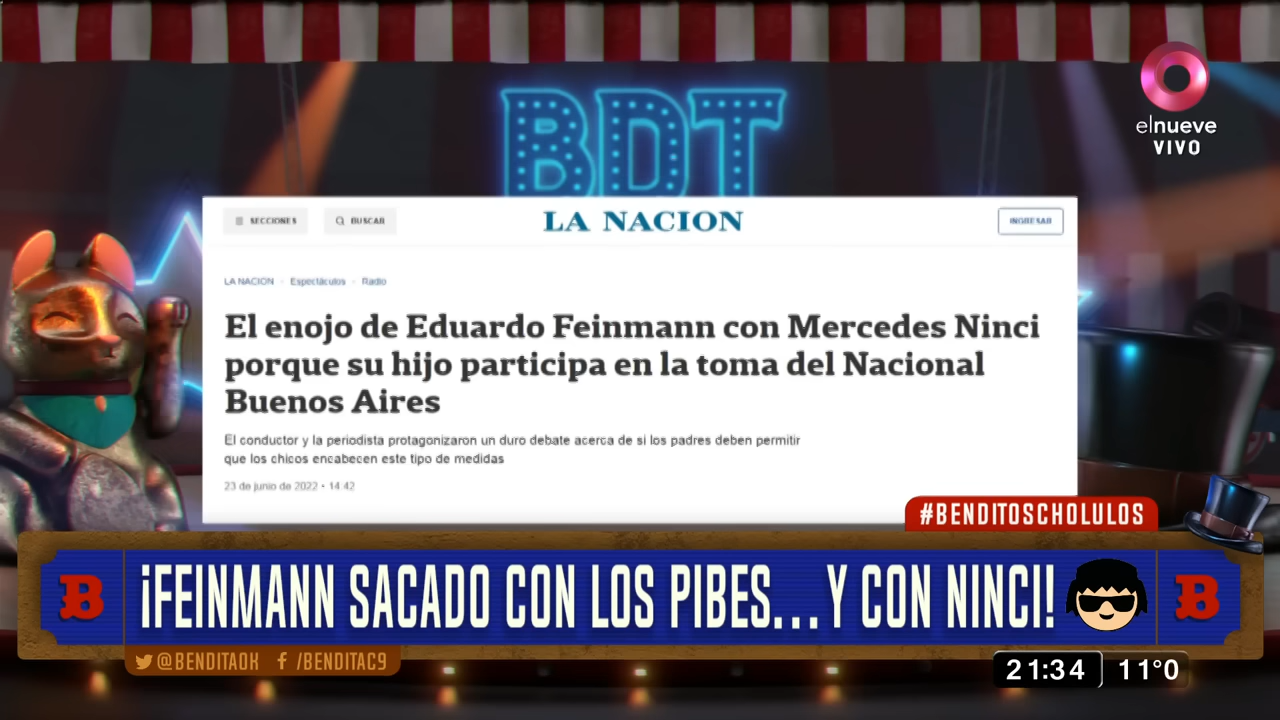 BDT
elnueve
VIVO
SECCIONES
BUSCAR
LA NACION
INGRESAR
LA NACION
Espectáculos
Radio
El enojo de Eduardo Feinmann con Mercedes Ninci
porque su hijo participa en la toma del Nacional
Buenos Aires
El conductor y la periodista protagonizaron un duro debate acerca de si los padres deben permitir
que los chicos encabecen este tipo de medidas
23 de junio de 2022 • 14:42
#BENDITOSCHOLULOS
B
¡FEINMANN SACADO CON LOS PIBES...Y CON NINCI!
B
@BENDITAOK
/BENDITAC9
21:34
11°0